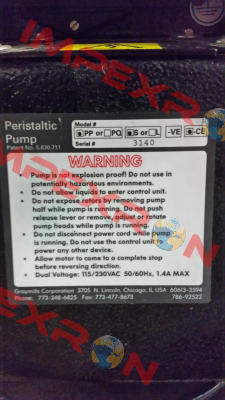 Peristaltic
Pump
Patent No. 5,630,711
Model #
PP or PQ S or L -VE -CE
Serial # 3140
WARNING
• Pump is not explosion proof! Do not use in
potentially hazardous environments.
• Do not allow liquids to enter control unit.
• Do not expose rotors by removing pump
half while pump is running. Do not push
release lever or remove, adjust or rotate
pump heads while pump is running.
• Do not disconnect power cord while pump
is running. Do not use the control unit to
power any other device.
• Allow motor to come to a complete stop
before reversing direction.
• Dual Voltage: 115/230VAC 50/60Hz, 1.4A MAX
Graymills Corporation 3705 N. Lincoln, Chicago, IL USA 60613-3594
Phone: 773-248-6825 Fax: 773-477-8673 786-92522
IMPEXRON